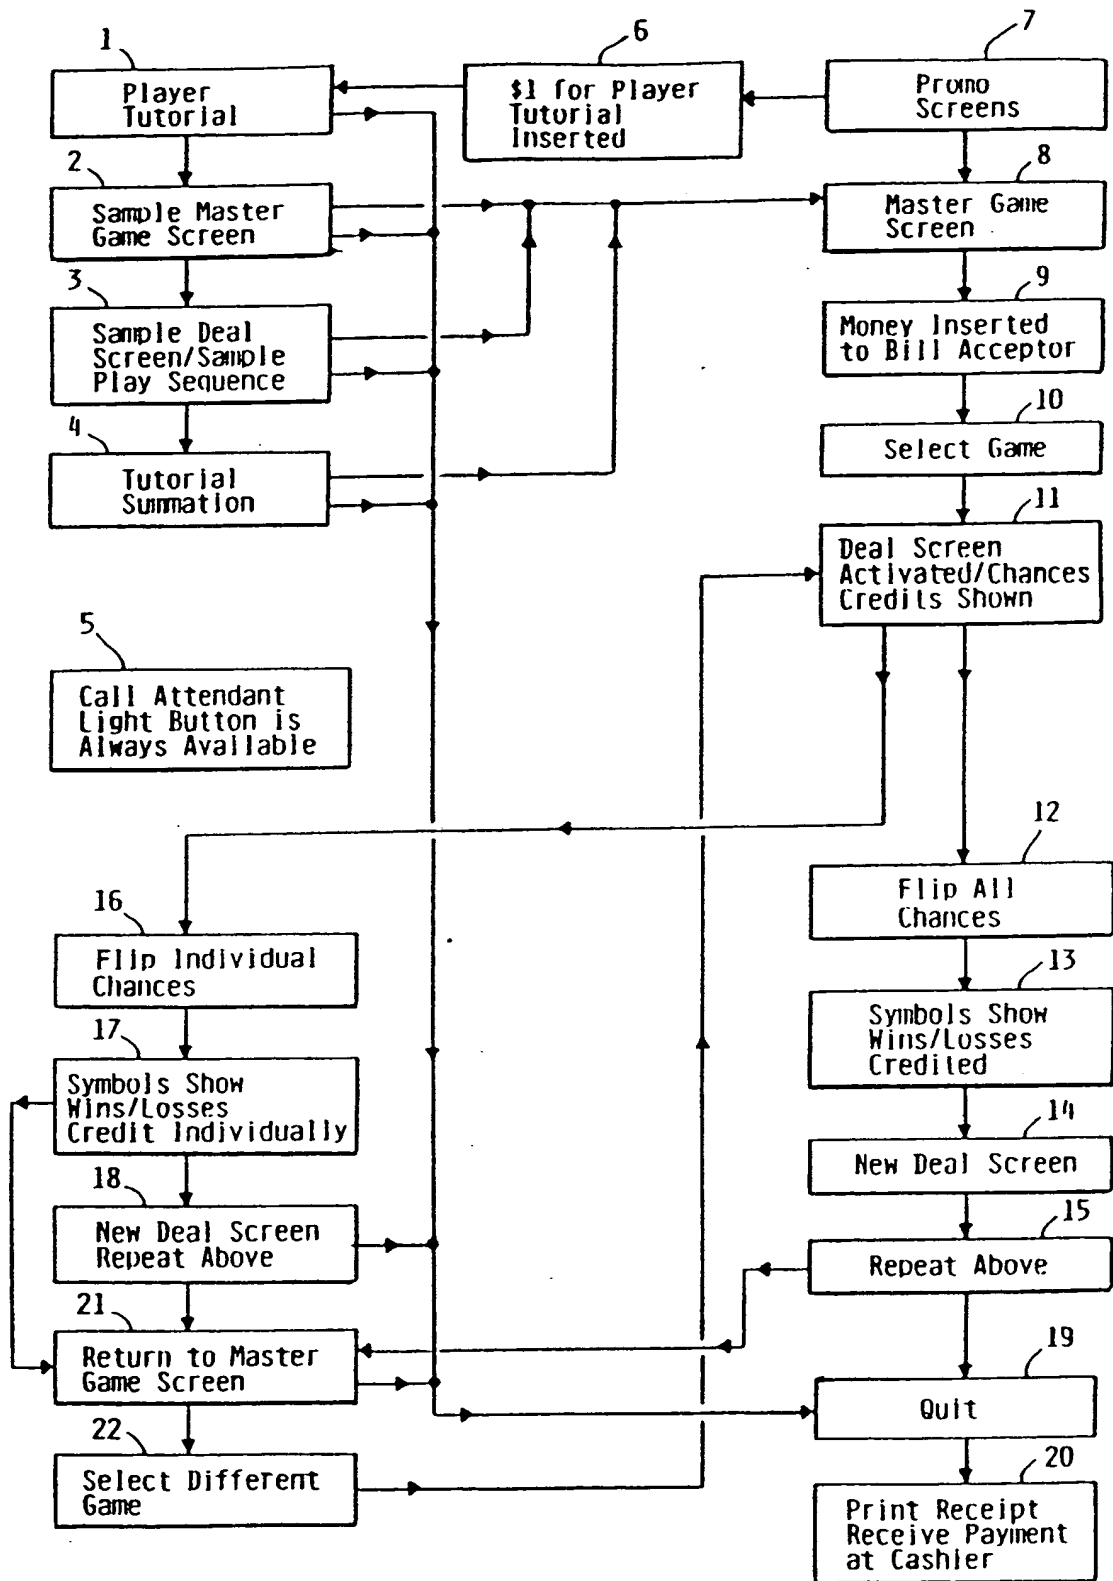 1
Player
Tutorial
6
$1 for Player
Tutorial
Inserted
7
Promo
Screens
2
Sample Master
Game Screen
8
Master Game
Screen
3
Sample Deal
Screen/Sample
Play Sequence
9
Money Inserted
to Bill Acceptor
4
Tutorial
Summation
10
Select Game
11
Deal Screen
Activated/Chances
Credits Shown
5
Call Attendant
Light Button is
Always Available
12
Flip All
Chances
16
Flip Individual
Chances
13
Symbols Show
Wins/Losses
Credited
17
Symbols Show
Wins/Losses
Credit Individually
14
New Deal Screen
18
New Deal Screen
Repeat Above
15
Repeat Above
21
Return to Master
Game Screen
19
Quit
22
Select Different
Game
20
Print Receipt
Receive Payment
at Cashier